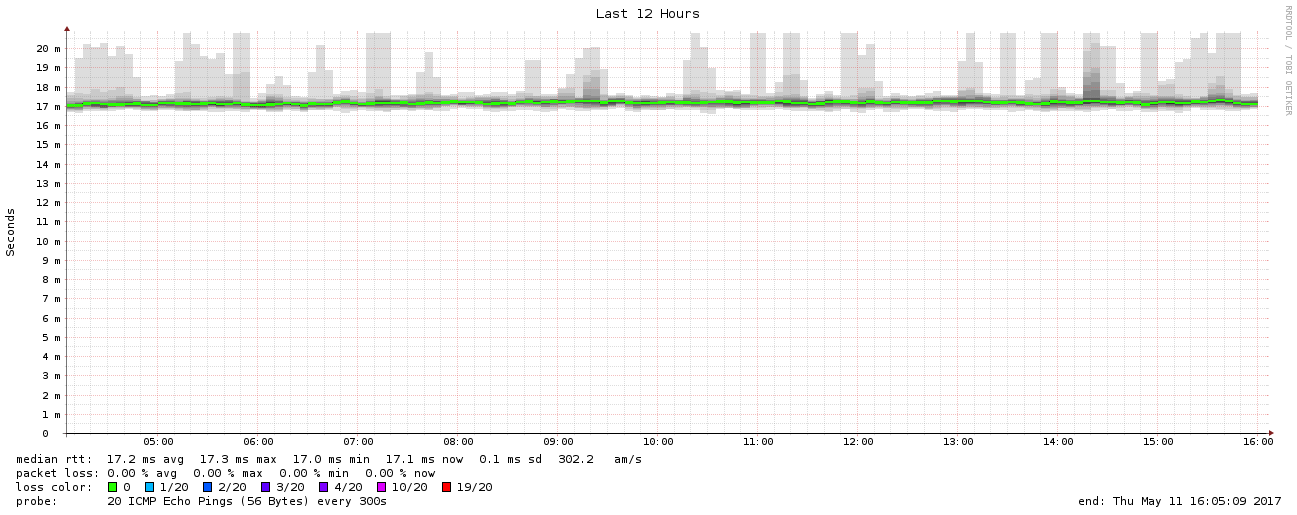 Last 12 Hours
RRDTOOL / TOBI OETIKER
Seconds
20 m
19 m
18 m
17 m
16 m
15 m
14 m
13 m
12 m
11 m
10 m
9 m
8 m
7 m
6 m
5 m
4 m
3 m
2 m
1 m
0
05:00 06:00 07:00 08:00 09:00 10:00 11:00 12:00 13:00 14:00 15:00 16:00
median rtt: 17.2 ms avg 17.3 ms max 17.0 ms min 17.1 ms now 0.1 ms sd 302.2 am/s
packet loss: 0.00 % avg 0.00 % max 0.00 % min 0.00 % now
loss color: 0 1/20 2/20 3/20 4/20 10/20 19/20
probe: 20 ICMP Echo Pings (56 Bytes) every 300s end: Thu May 11 16:05:09 2017